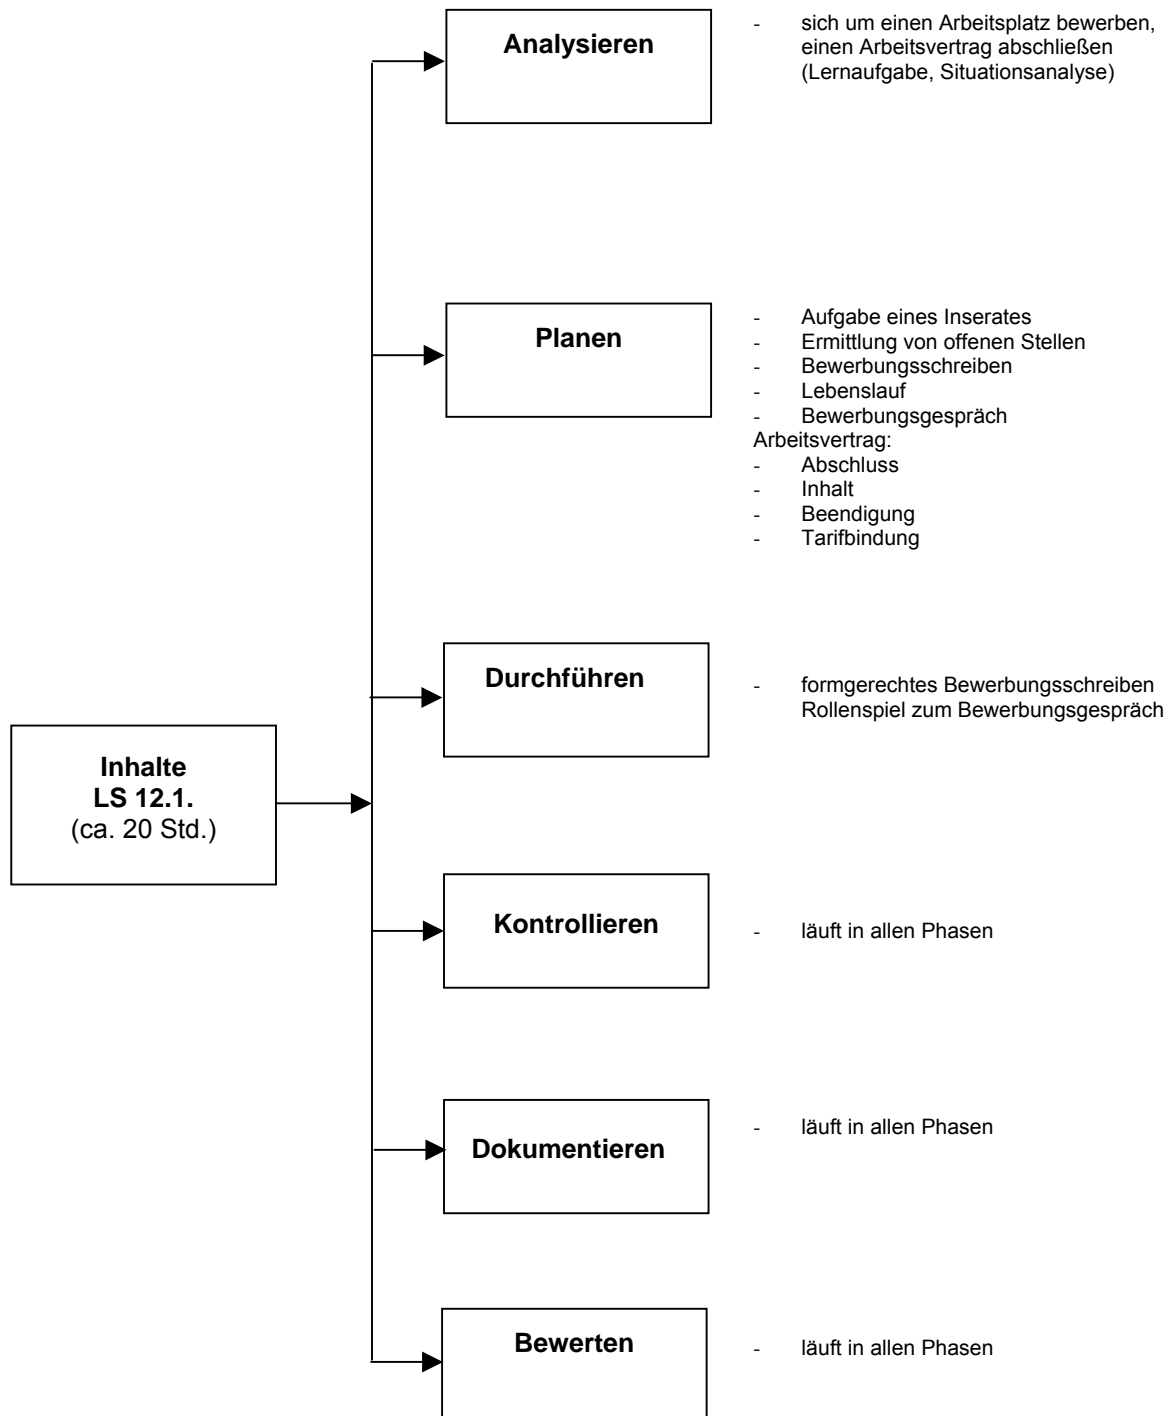 Analysieren
- sich um einen Arbeitsplatz bewerben,
einen Arbeitsvertrag abschließen
(Lernaufgabe, Situationsanalyse)
Planen
- Aufgabe eines Inserates
- Ermittlung von offenen Stellen
- Bewerbungsschreiben
- Lebenslauf
- Bewerbungsgespräch
Arbeitsvertrag:
- Abschluss
- Inhalt
- Beendigung
- Tarifbindung
Durchführen
- formgerechtes Bewerbungsschreiben
Rollenspiel zum Bewerbungsgespräch
Inhalte
LS 12.1.
(ca. 20 Std.)
Kontrollieren
- läuft in allen Phasen
Dokumentieren
- läuft in allen Phasen
Bewerten
- läuft in allen Phasen